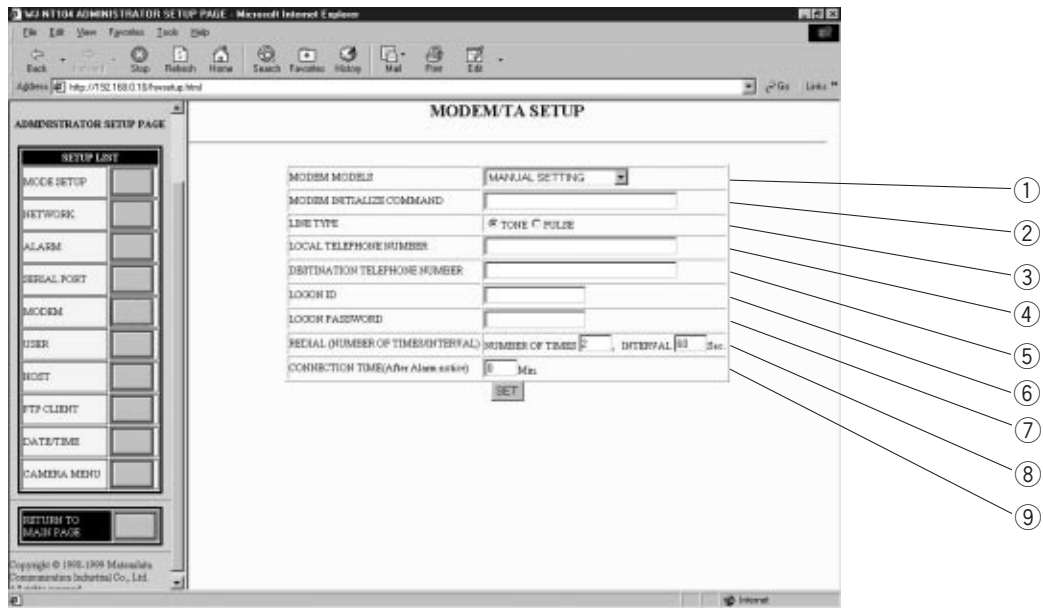 WJ-NT104 ADMINISTRATOR SETUP PAGE - Microsoft Internet Explorer
File Edit View Favorites Tools Help
Back Forward Stop Refresh Home Search Favorites History Mail Print Edit
Address http://192.168.0.10/hwsetup.html Go Links »
ADMINISTRATOR SETUP PAGE
SETUP LIST
MODE SETUP
NETWORK
ALARM
SERIAL PORT
MODEM
USER
HOST
FTP CLIENT
DATE/TIME
CAMERA MENU
RETURN TO
MAIN PAGE
Copyright © 1998-1999 Matsushita
Communication Industrial Co., Ltd.
All rights reserved
MODEM/TA SETUP
MODEM MODELS MANUAL SETTING
MODEM INITIALIZE COMMAND
LINE TYPE TONE PULSE
LOCAL TELEPHONE NUMBER
DESTINATION TELEPHONE NUMBER
LOGON ID
LOGON PASSWORD
REDIAL (NUMBER OF TIMES/INTERVAL) NUMBER OF TIMES 2 , INTERVAL 60 Sec.
CONNECTION TIME(After Alarm notice) 0 Min.
SET
①
②
③
④
⑤
⑥
⑦
⑧
⑨
Internet